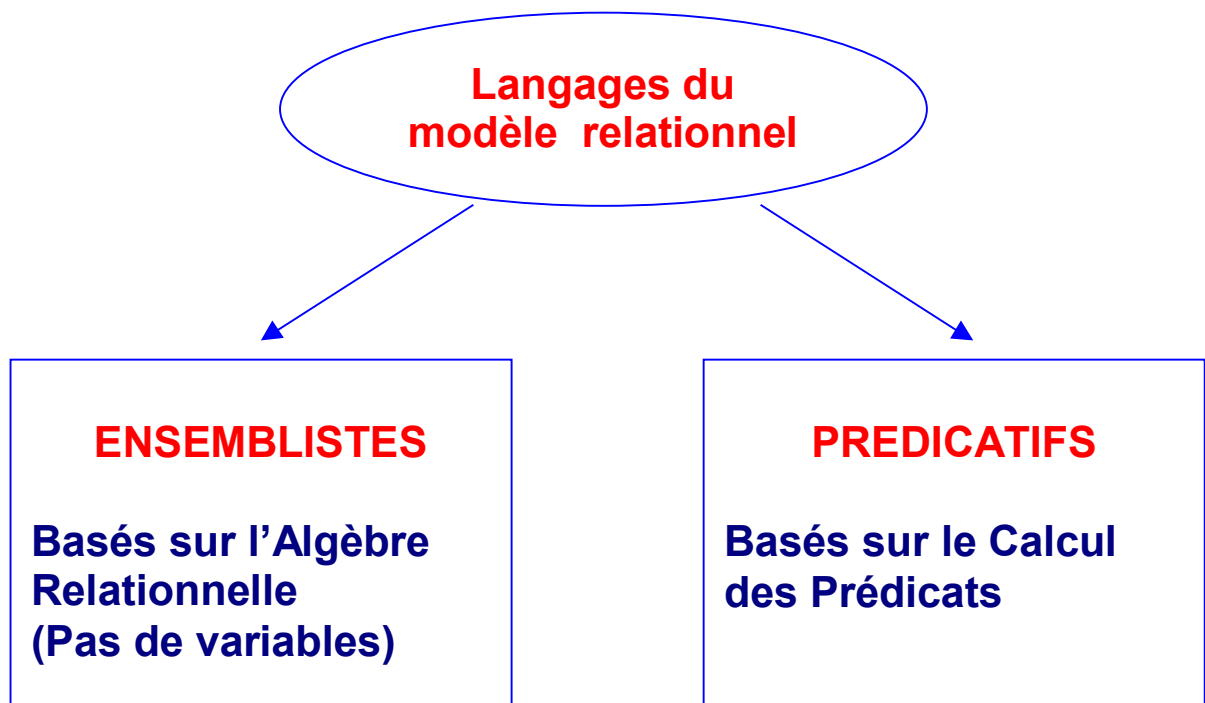 Langages du
modèle relationnel
ENSEMBLISTES
Basés sur l’Algèbre
Relationnelle
(Pas de variables)
PREDICATIFS
Basés sur le Calcul
des Prédicats